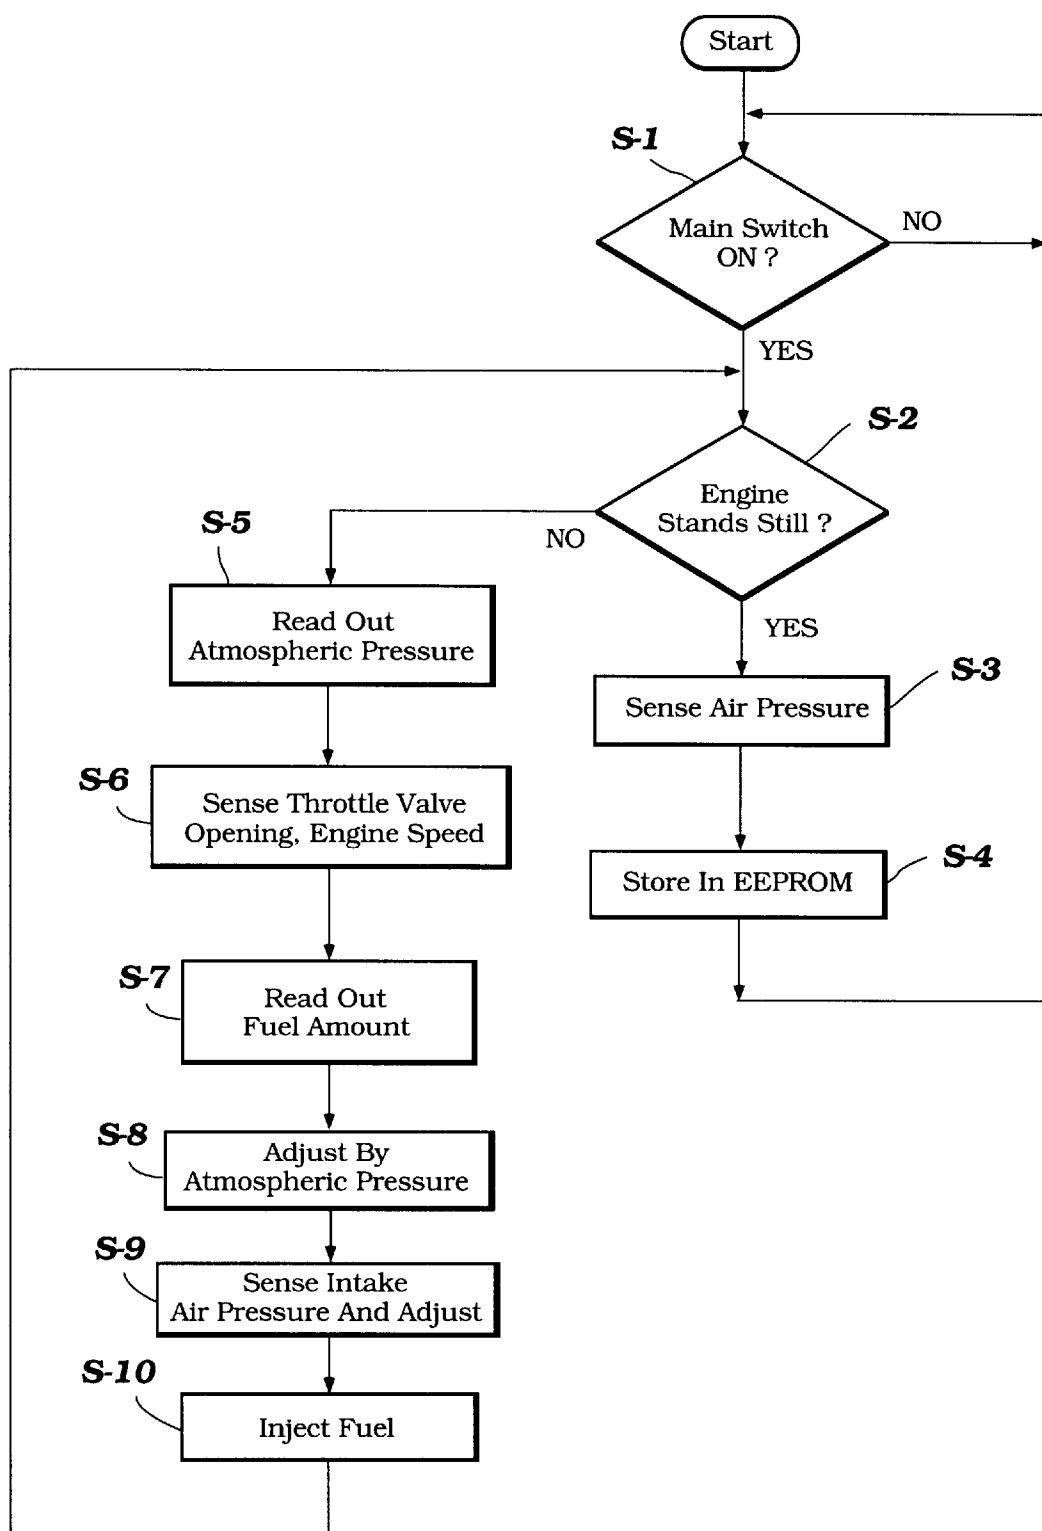 Start
S-1
Main Switch
ON ?
NO
YES
S-2
Engine
Stands Still ?
NO
YES
S-5
Read Out
Atmospheric Pressure
S-3
Sense Air Pressure
S-6
Sense Throttle Valve
Opening, Engine Speed
S-4
Store In EEPROM
S-7
Read Out
Fuel Amount
S-8
Adjust By
Atmospheric Pressure
S-9
Sense Intake
Air Pressure And Adjust
S-10
Inject Fuel